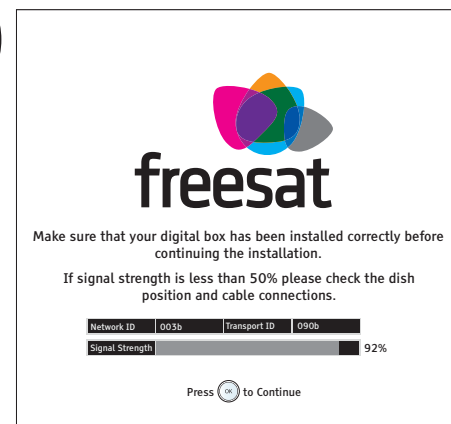 freesat
Make sure that your digital box has been installed correctly before
continuing the installation.
If signal strength is less than 50% please check the dish
position and cable connections.
Network ID 003b Transport ID 090b
Signal Strength 92%
Press OK to Continue